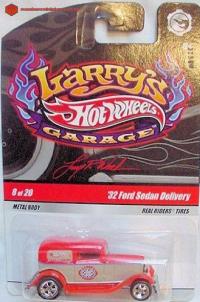 Larry's
Hot Wheels
GARAGE
8 of 20
'32 Ford Sedan Delivery
METAL BODY
REAL RIDERS TIRES